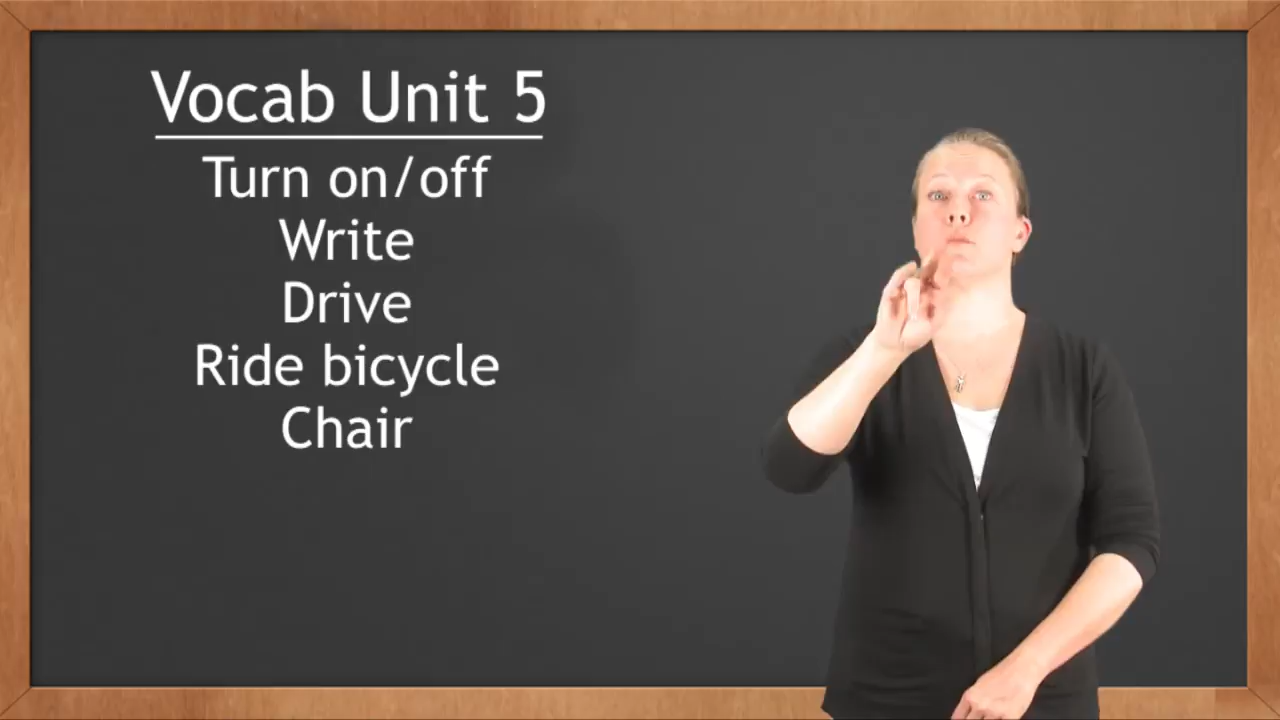 Vocab Unit 5
Turn on/off
Write
Drive
Ride bicycle
Chair